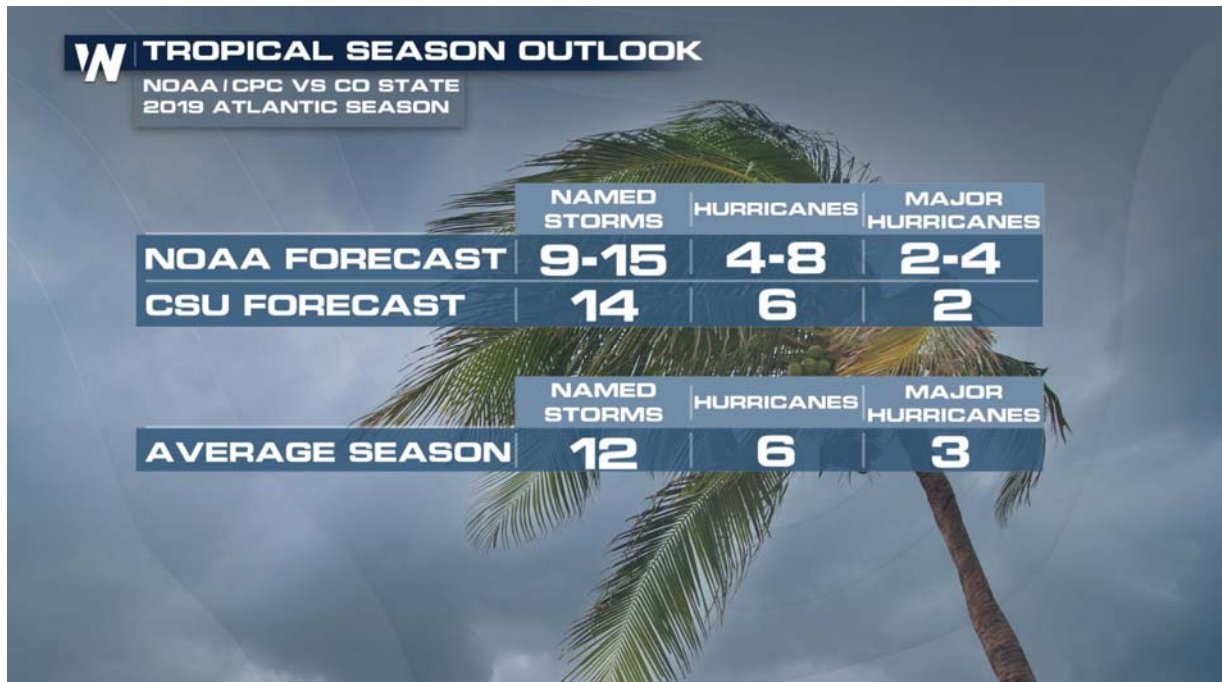 W
TROPICAL SEASON OUTLOOK
NOAA/CPC VS CO STATE
2019 ATLANTIC SEASON
NAMED STORMS HURRICANES MAJOR HURRICANES
NOAA FORECAST 9-15 4-8 2-4
CSU FORECAST 14 6 2
NAMED STORMS HURRICANES MAJOR HURRICANES
AVERAGE SEASON 12 6 3